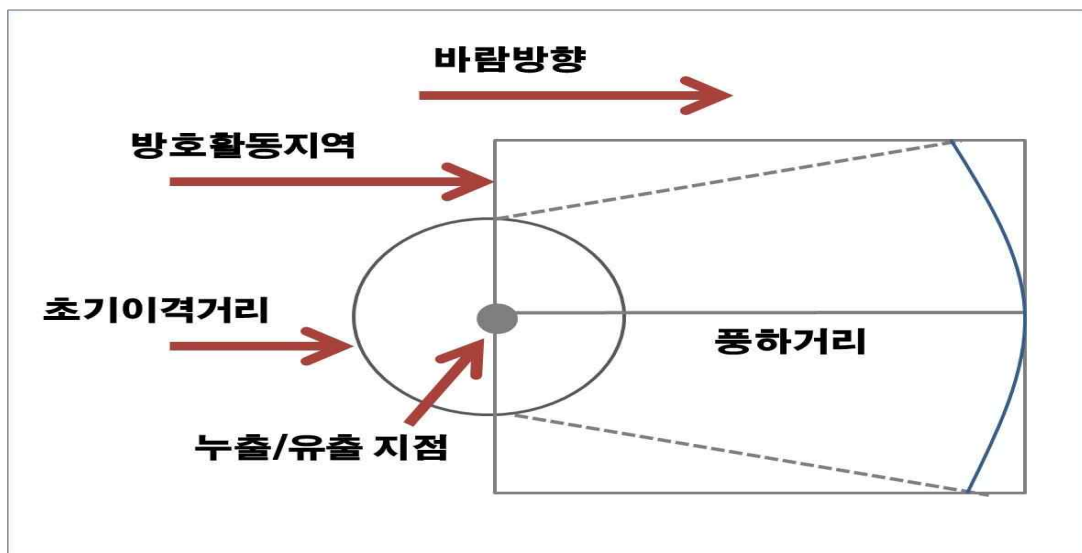 바람방향
방호활동지역
초기이격거리
풍하거리
누출/유출 지점